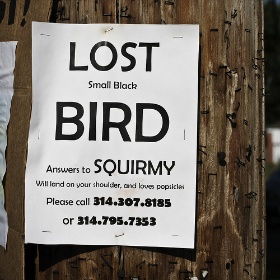 LOST
Small Black
BIRD
Answers to SQUIRMY
Will land on your shoulder, and loves popsicles
Please call 314.307.8185
or 314.795.7353